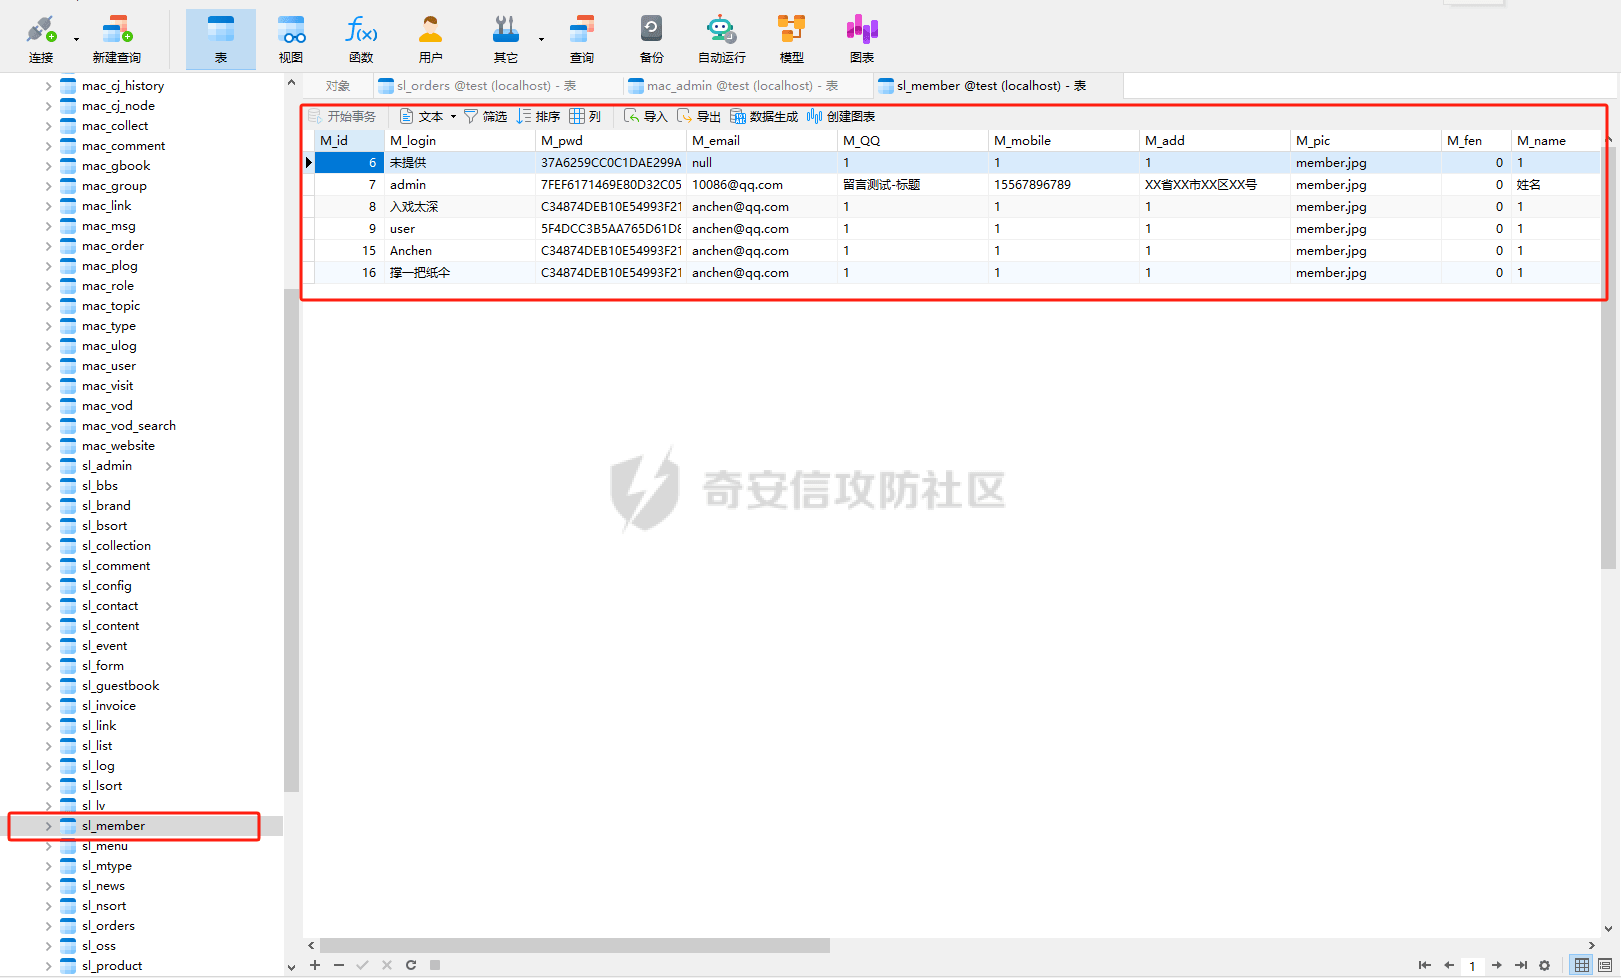 连接 新建查询 表 视图 函数 用户 其它 查询 备份 自动运行 模型 图表
对象 sl_orders @test (localhost) - 表 mac_admin @test (localhost) - 表 sl_member @test (localhost) - 表
开始事务 文本 筛选 排序 列 导入 导出 数据生成 创建图表
M_id M_login M_pwd M_email M_QQ M_mobile M_add M_pic M_fen M_name
6 未提供 37A6259CC0C1DAE299A null 1 1 1 member.jpg 0 1
7 admin 7FEF6171469E80D32C05 10086@qq.com 留言测试-标题 15567896789 XX省XX市XX区XX号 member.jpg 0 姓名
8 入戏太深 C34874DEB10E54993F21 anchen@qq.com 1 1 1 member.jpg 0 1
9 user 5F4DCC3B5AA765D61D8 anchen@qq.com 1 1 1 member.jpg 0 1
15 Anchen C34874DEB10E54993F21 anchen@qq.com 1 1 1 member.jpg 0 1
16 撑一把纸伞 C34874DEB10E54993F21 anchen@qq.com 1 1 1 member.jpg 0 1
mac_cj_history
mac_cj_node
mac_collect
mac_comment
mac_gbook
mac_group
mac_link
mac_msg
mac_order
mac_plog
mac_role
mac_topic
mac_type
mac_ulog
mac_user
mac_visit
mac_vod
mac_vod_search
mac_website
sl_admin
sl_bbs
sl_brand
sl_bsort
sl_collection
sl_comment
sl_config
sl_contact
sl_content
sl_event
sl_form
sl_guestbook
sl_invoice
sl_link
sl_list
sl_log
sl_lsort
sl_lv
sl_member
sl_menu
sl_mtype
sl_news
sl_nsort
sl_orders
sl_oss
sl_product
奇安信攻防社区
1